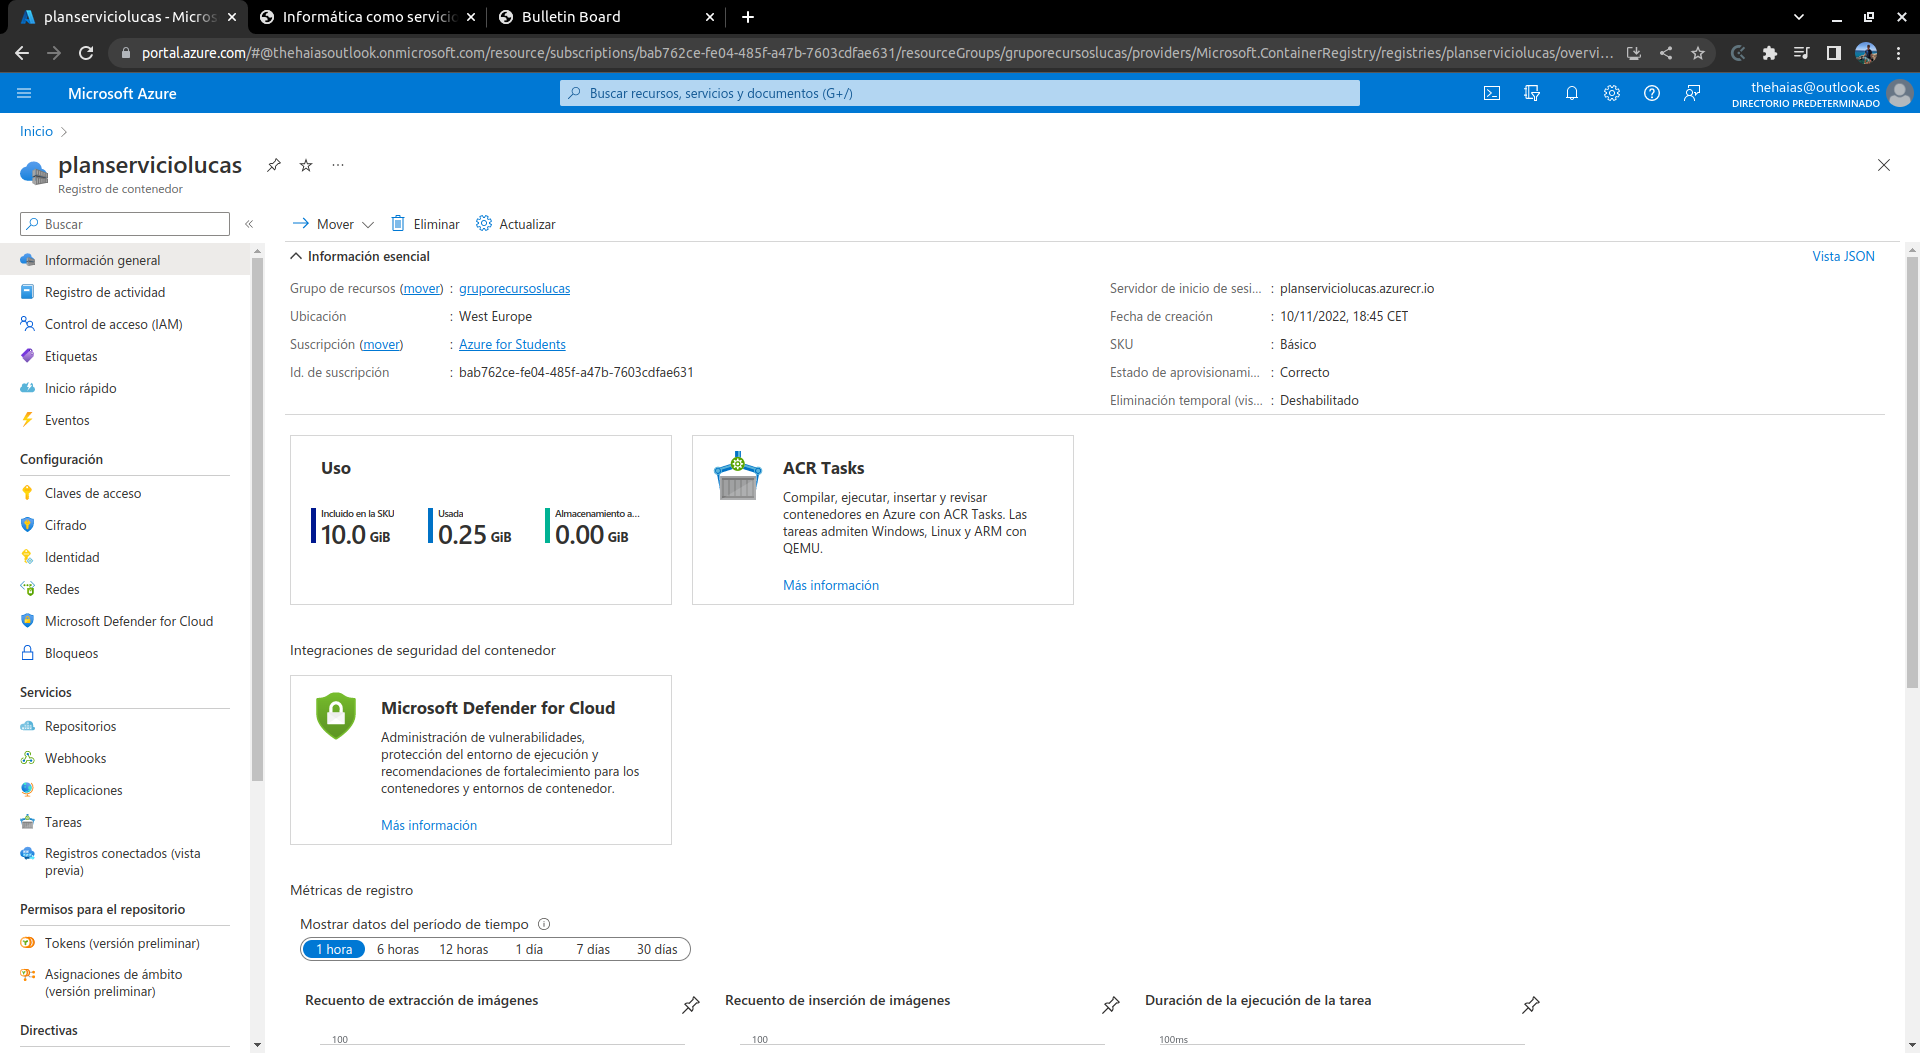 planserviciolucas - Micros
Informática como servicio
Bulletin Board
portal.azure.com/#@thehaiasoutlook.onmicrosoft.com/resource/subscriptions/bab762ce-fe04-485f-a47b-7603cdfae631/resourceGroups/gruporecursoslucas/providers/Microsoft.ContainerRegistry/registries/planserviciolucas/overvi...
Microsoft Azure
Buscar recursos, servicios y documentos (G+/)
thehaias@outlook.es
DIRECTORIO PREDETERMINADO
Inicio
planserviciolucas
Registro de contenedor
Buscar
Información general
Registro de actividad
Control de acceso (IAM)
Etiquetas
Inicio rápido
Eventos
Configuración
Claves de acceso
Cifrado
Identidad
Redes
Microsoft Defender for Cloud
Bloqueos
Servicios
Repositorios
Webhooks
Replicaciones
Tareas
Registros conectados (vista
previa)
Permisos para el repositorio
Tokens (versión preliminar)
Asignaciones de ámbito
(versión preliminar)
Directivas
Mover
Eliminar
Actualizar
Información esencial
Vista JSON
Grupo de recursos (mover) : gruporecursoslucas
Ubicación : West Europe
Suscripción (mover) : Azure for Students
Id. de suscripción : bab762ce-fe04-485f-a47b-7603cdfae631
Servidor de inicio de sesi... : planserviciolucas.azurecr.io
Fecha de creación : 10/11/2022, 18:45 CET
SKU : Básico
Estado de aprovisionami... : Correcto
Eliminación temporal (vis... : Deshabilitado
Uso
Incluido en la SKU
10.0 GiB
Usada
0.25 GiB
Almacenamiento a...
0.00 GiB
ACR Tasks
Compilar, ejecutar, insertar y revisar
contenedores en Azure con ACR Tasks. Las
tareas admiten Windows, Linux y ARM con
QEMU.
Más información
Integraciones de seguridad del contenedor
Microsoft Defender for Cloud
Administración de vulnerabilidades,
protección del entorno de ejecución y
recomendaciones de fortalecimiento para los
contenedores y entornos de contenedor.
Más información
Métricas de registro
Mostrar datos del período de tiempo
1 hora 6 horas 12 horas 1 día 7 días 30 días
Recuento de extracción de imágenes
100
Recuento de inserción de imágenes
100
Duración de la ejecución de la tarea
100ms